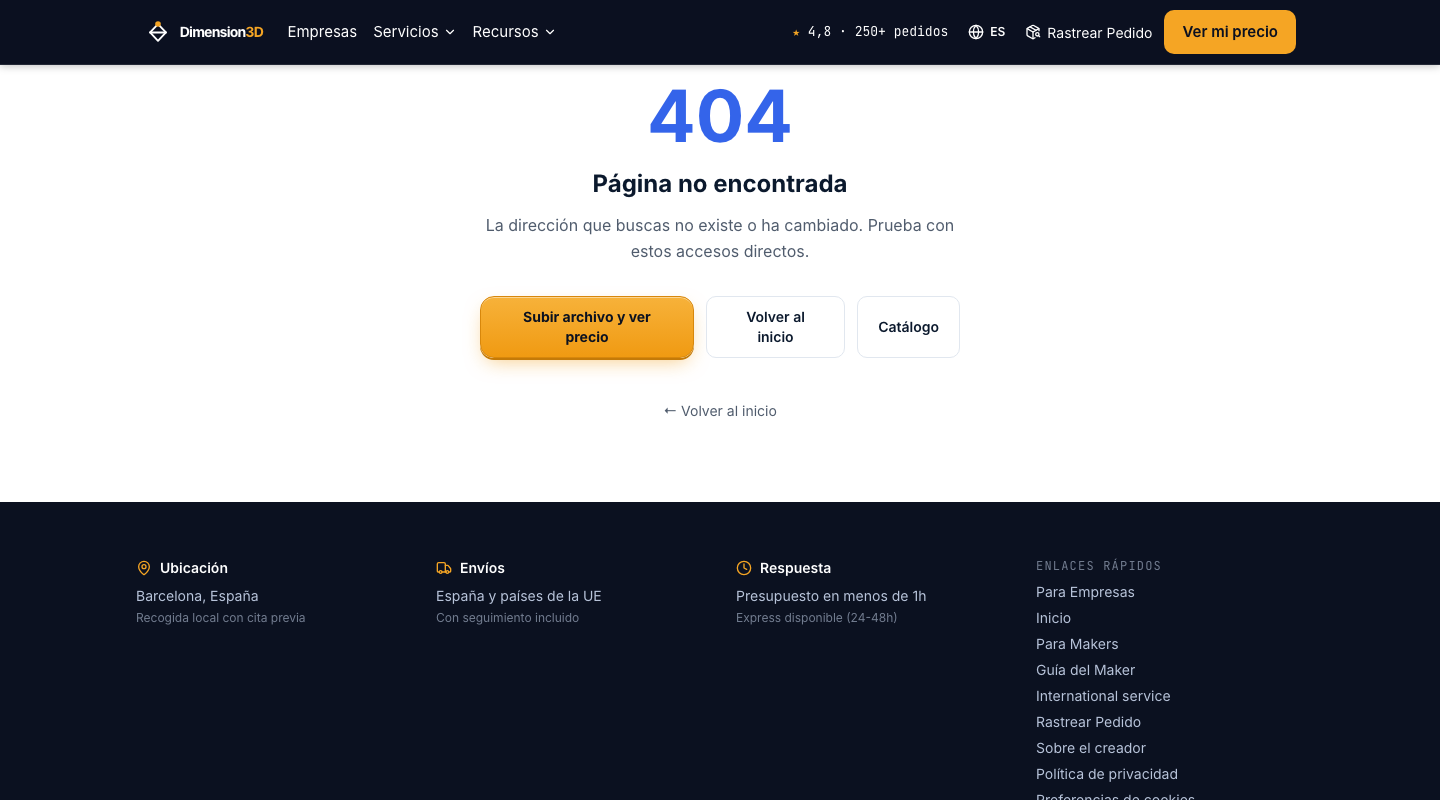 Dimension3D
Empresas
Servicios
Recursos
★ 4,8 · 250+ pedidos
ES
Rastrear Pedido
Ver mi precio
404
Página no encontrada
La dirección que buscas no existe o ha cambiado. Prueba con
estos accesos directos.
Subir archivo y ver
precio
Volver al
inicio
Catálogo
← Volver al inicio
Ubicación
Barcelona, España
Recogida local con cita previa
Envíos
España y países de la UE
Con seguimiento incluido
Respuesta
Presupuesto en menos de 1h
Express disponible (24-48h)
ENLACES RÁPIDOS
Para Empresas
Inicio
Para Makers
Guía del Maker
International service
Rastrear Pedido
Sobre el creador
Política de privacidad
Preferencias de cookies